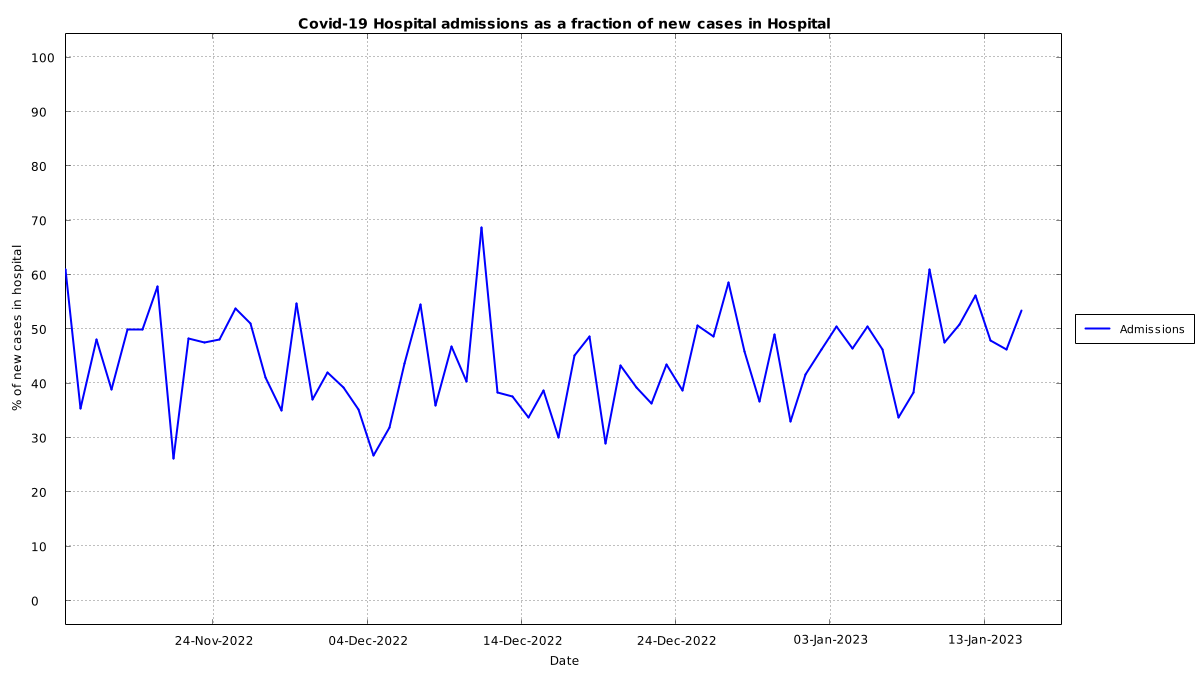 Covid-19 Hospital admissions as a fraction of new cases in Hospital
100
90
80
70
60
50
40
30
20
10
0
% of new cases in hospital
24-Nov-2022
04-Dec-2022
14-Dec-2022
24-Dec-2022
03-Jan-2023
13-Jan-2023
Date
Admissions